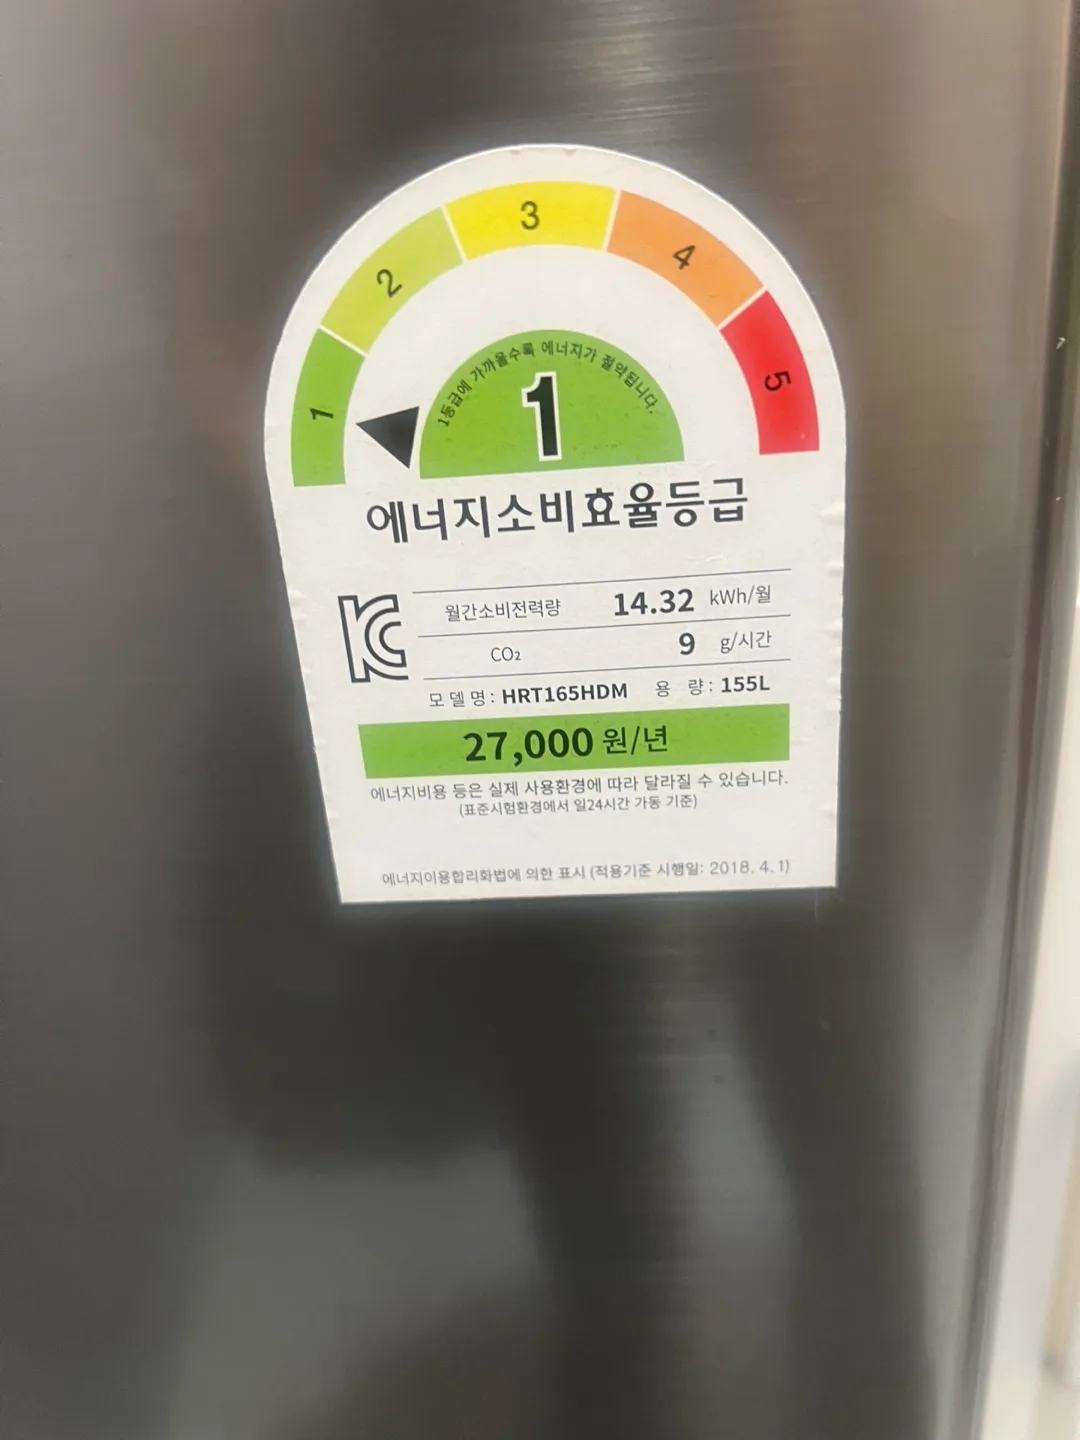 3
2
4
1
5
1등급에 가까울수록 에너지가 절약됩니다.
1
에너지소비효율등급
월간소비전력량 14.32 kWh/월
CO₂ 9 g/시간
모델명: HRT165HDM 용 량: 155L
27,000 원/년
에너지비용 등은 실제 사용환경에 따라 달라질 수 있습니다.
(표준시험환경에서 일24시간 가동 기준)
에너지이용합리화법에 의한 표시 (적용기준 시행일: 2018. 4. 1)